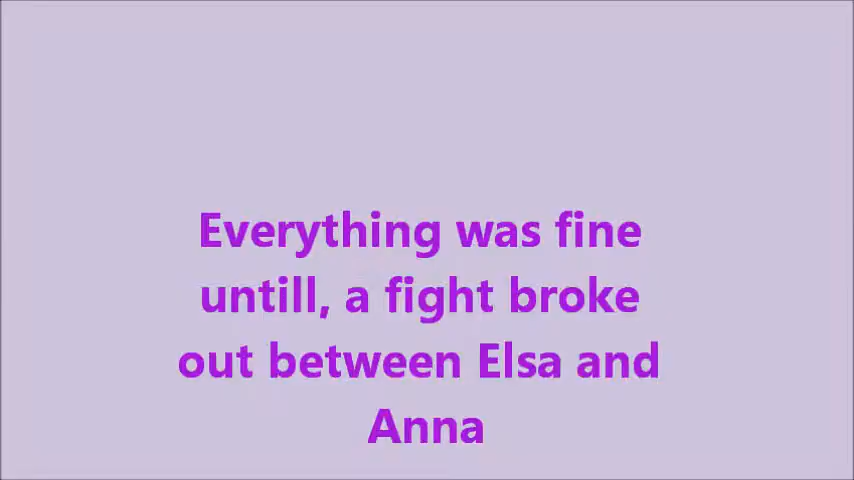 Everything was fine
untill, a fight broke
out between Elsa and
Anna